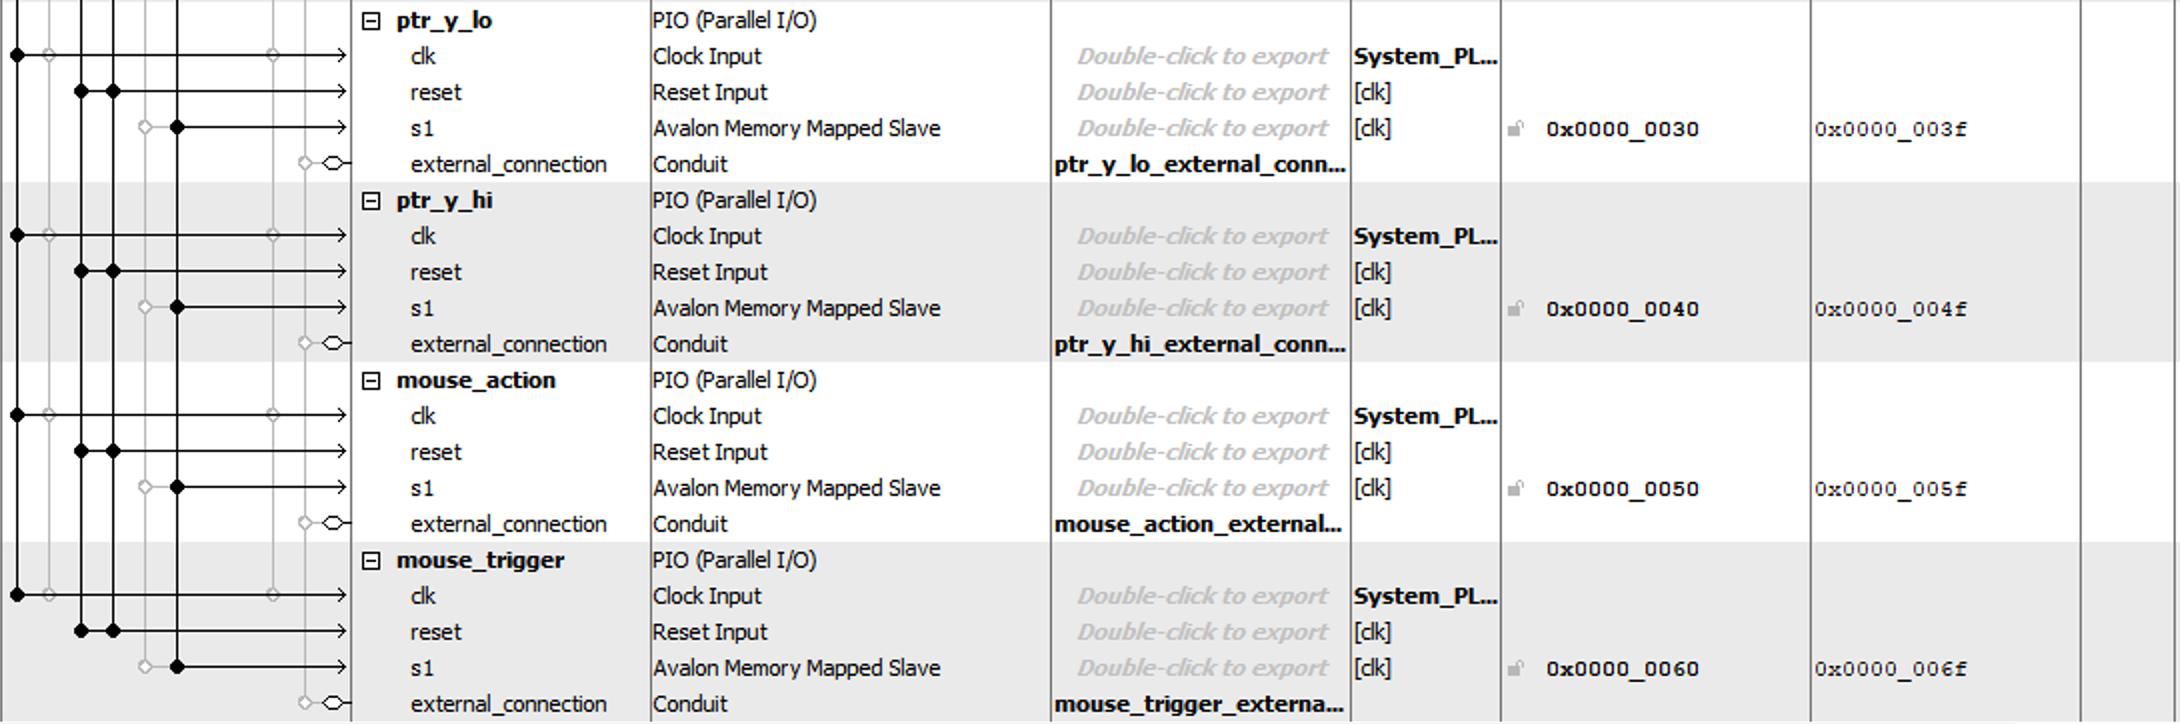 ptr_y_lo PIO (Parallel I/O)
clk Clock Input Double-click to export System_PL...
reset Reset Input Double-click to export [clk]
s1 Avalon Memory Mapped Slave Double-click to export [clk] 0x0000_0030 0x0000_003f
external_connection Conduit ptr_y_lo_external_conn...
ptr_y_hi PIO (Parallel I/O)
clk Clock Input Double-click to export System_PL...
reset Reset Input Double-click to export [clk]
s1 Avalon Memory Mapped Slave Double-click to export [clk] 0x0000_0040 0x0000_004f
external_connection Conduit ptr_y_hi_external_conn...
mouse_action PIO (Parallel I/O)
clk Clock Input Double-click to export System_PL...
reset Reset Input Double-click to export [clk]
s1 Avalon Memory Mapped Slave Double-click to export [clk] 0x0000_0050 0x0000_005f
external_connection Conduit mouse_action_external...
mouse_trigger PIO (Parallel I/O)
clk Clock Input Double-click to export System_PL...
reset Reset Input Double-click to export [clk]
s1 Avalon Memory Mapped Slave Double-click to export [clk] 0x0000_0060 0x0000_006f
external_connection Conduit mouse_trigger_externa...